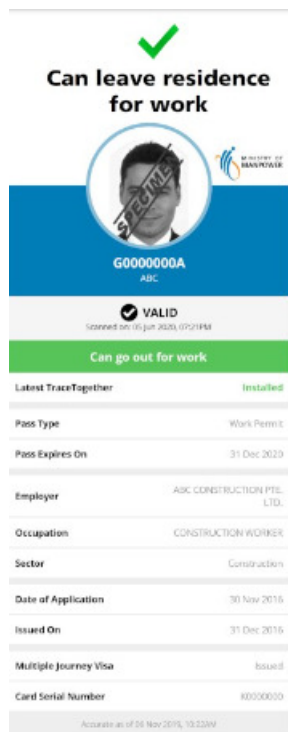 Can leave residence
for work
MINISTRY OF
MANPOWER
SPECIMEN
G0000000A
ABC
VALID
Scanned on: 05 Jun 2020, 07:21PM
Can go out for work
Latest TraceTogether Installed
Pass Type Work Permit
Pass Expires On 31 Dec 2020
Employer ABC CONSTRUCTION PTE.
LTD.
Occupation CONSTRUCTION WORKER
Sector Construction
Date of Application 30 Nov 2016
Issued On 31 Dec 2016
Multiple Journey Visa Issued
Card Serial Number K0000000
Accurate as of 26 Nov 2019, 10:23AM